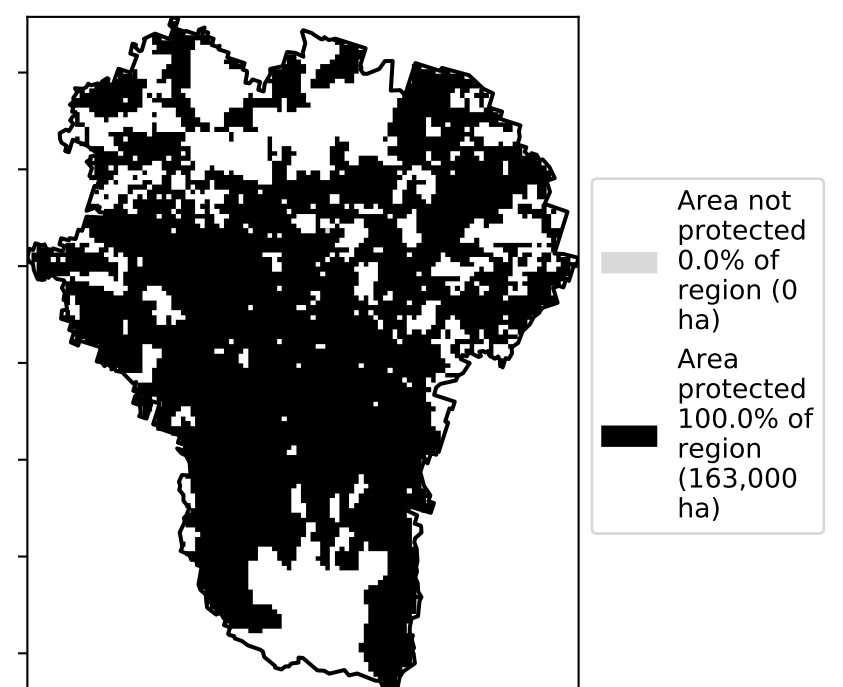 Area not
protected
0.0% of
region (0
ha)
Area
protected
100.0% of
region
(163,000
ha)